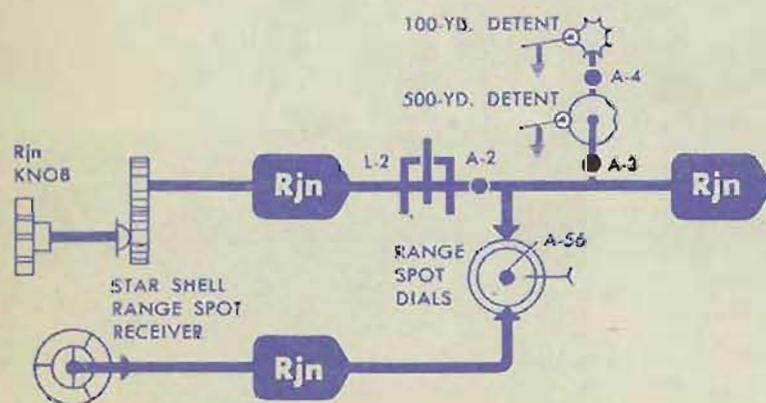 100-YD. DETENT
A-4
500-YD. DETENT
Rjn
KNOB
L-2
A-2
A-3
Rjn
Rjn
A-56
RANGE
SPOT
DIALS
STAR SHELL
RANGE SPOT
RECEIVER
Rjn